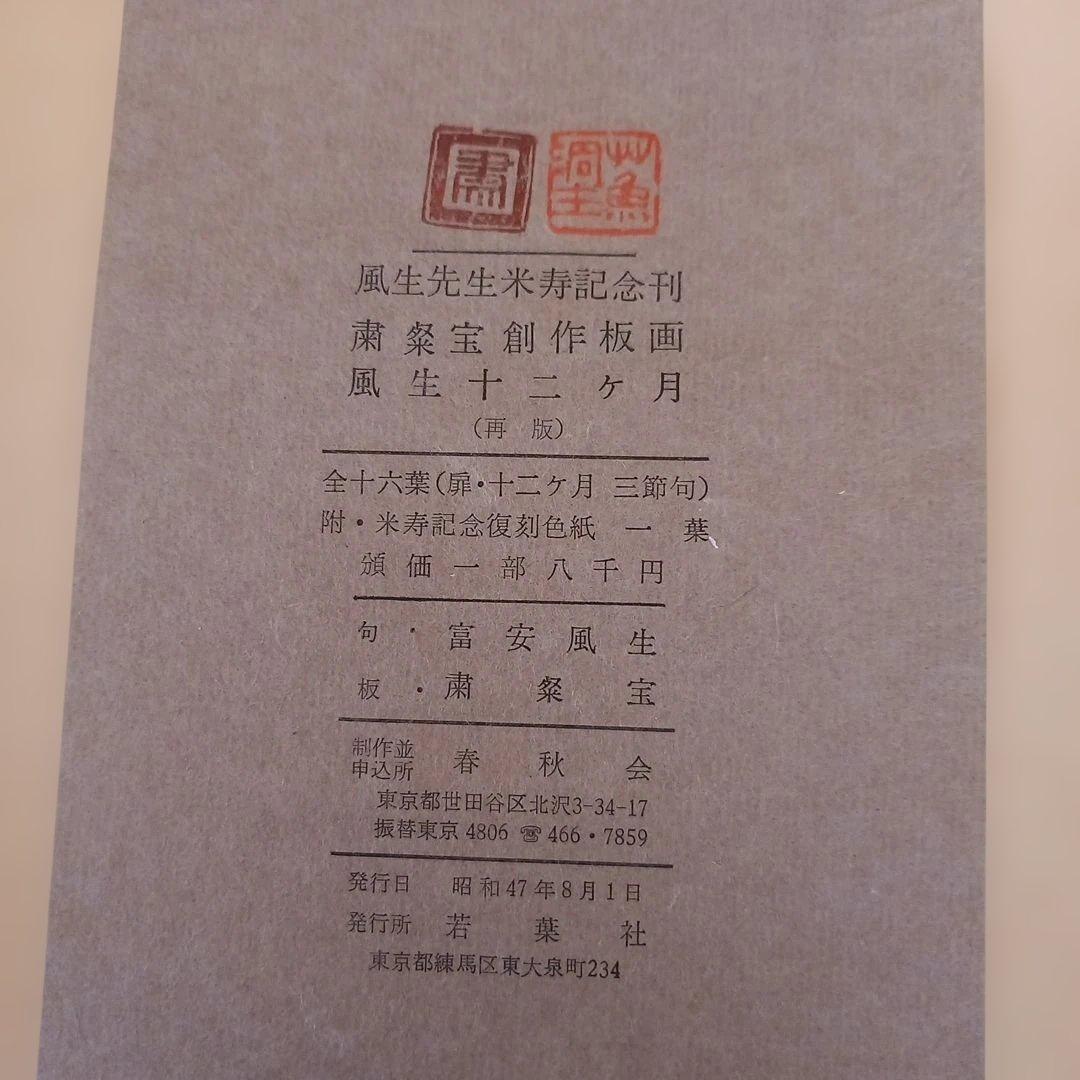 風生先生米寿記念刊
粛粲宝創作板画
風生十二ヶ月
(再版)
全十六葉(扉・十二ケ月 三節句)
附・米寿記念復刻色紙 一葉
頒価一部八千円
句・富安風生
板・粛粲宝
制作並申込所 春秋会
東京都世田谷区北沢3-34-17
振替東京4806 ☎466・7859
発行日 昭和47年8月1日
発行所 若葉社
東京都練馬区東大泉町234